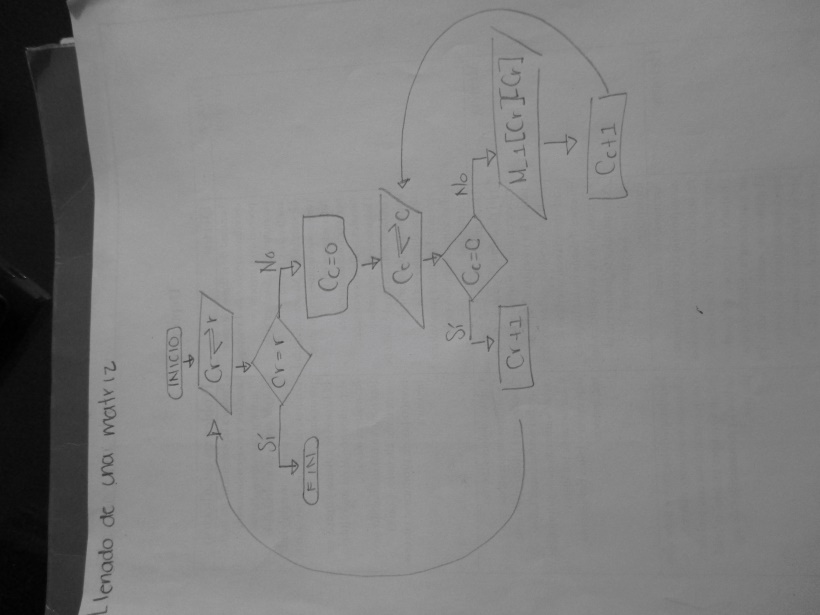 Llenado de una matriz
INICIO
Cr⇌r
Cr=r
Sí
No
FIN
Cc=0
Cc⇌C
Cc=C
Sí
No
Cr+1
M_1[Cr][Cr]
Cc+1